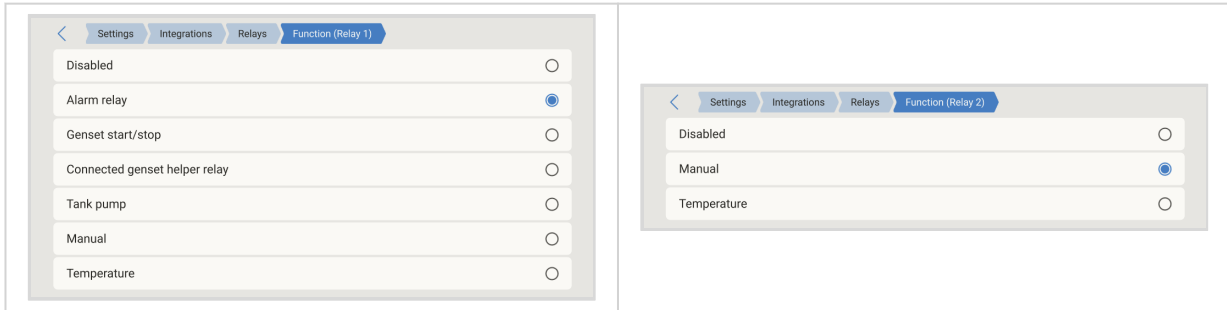 Settings Integrations Relays Function (Relay 1)
Disabled
Alarm relay
Genset start/stop
Connected genset helper relay
Tank pump
Manual
Temperature
Settings Integrations Relays Function (Relay 2)
Disabled
Manual
Temperature